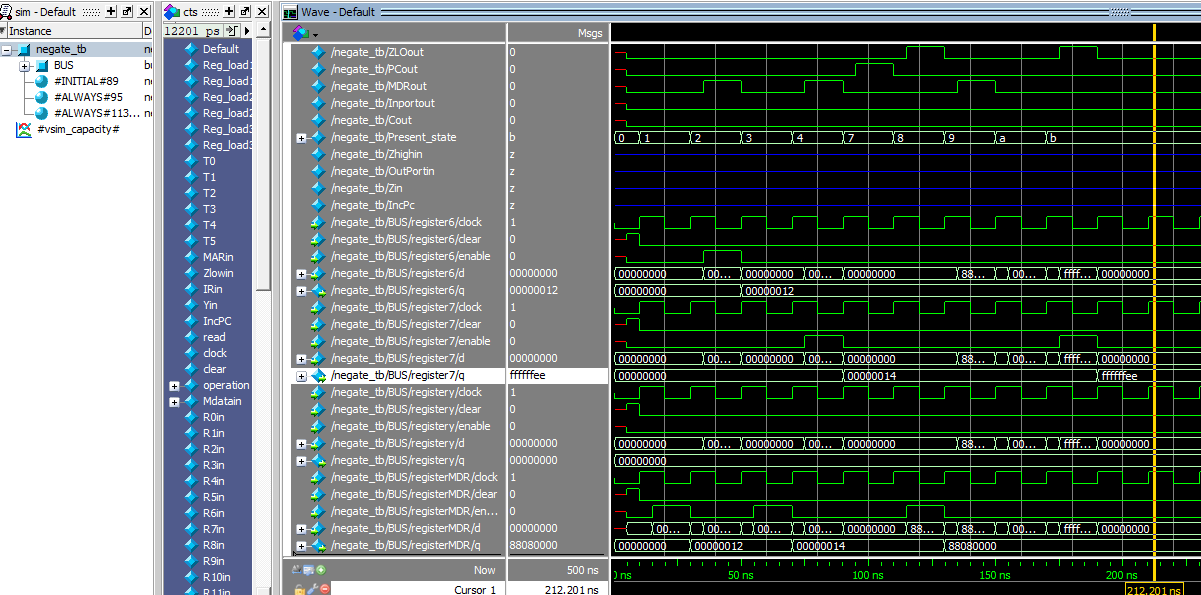 sim - Default
Instance
D
negate_tb
BUS
#INITIAL#89
#ALWAYS#95
#ALWAYS#113...
#vsim_capacity#
cts
12201 ps
Default
Reg_load1
Reg_load1
Reg_load2
Reg_load2
Reg_load3
Reg_load3
T0
T1
T2
T3
T4
T5
MARin
Zlowin
IRin
Yin
IncPC
read
clock
clear
operation
Mdatain
R0in
R1in
R2in
R3in
R4in
R5in
R6in
R7in
R8in
R9in
R10in
R11in
Wave - Default
Msgs
/negate_tb/ZLOout 0
/negate_tb/PCout 0
/negate_tb/MDRout 0
/negate_tb/Inportout 0
/negate_tb/Cout 0
/negate_tb/Present_state b 0 1 2 3 4 7 8 9 a b
/negate_tb/Zhighin z
/negate_tb/OutPortin z
/negate_tb/Zin z
/negate_tb/IncPc z
/negate_tb/BUS/register6/clock 1
/negate_tb/BUS/register6/clear 0
/negate_tb/BUS/register6/enable 0
/negate_tb/BUS/register6/d 00000000 00000000 00... 00000000 00... 00000000 88... 00... ffff... 00000000
/negate_tb/BUS/register6/q 00000012 00000000 00000012
/negate_tb/BUS/register7/clock 1
/negate_tb/BUS/register7/clear 0
/negate_tb/BUS/register7/enable 0
/negate_tb/BUS/register7/d 00000000 00000000 00... 00000000 00... 00000000 88... 00... ffff... 00000000
/negate_tb/BUS/register7/q ffffffee 00000000 00000014 ffffffee
/negate_tb/BUS/registery/clock 1
/negate_tb/BUS/registery/clear 0
/negate_tb/BUS/registery/enable 0
/negate_tb/BUS/registery/d 00000000 00000000 00... 00000000 00... 00000000 88... 00... ffff... 00000000
/negate_tb/BUS/registery/q 00000000 00000000
/negate_tb/BUS/registerMDR/clock 1
/negate_tb/BUS/registerMDR/clear 0
/negate_tb/BUS/registerMDR/en... 0
/negate_tb/BUS/registerMDR/d 00000000 00... 00... 00... 00... 00000000 88... 88... 00... ffff... 00000000
/negate_tb/BUS/registerMDR/q 88080000 00000000 00000012 00000014 88080000
Now 500 ns
ns 50 ns 100 ns 150 ns 200 ns
Cursor 1 212.201 ns
212.201 ns